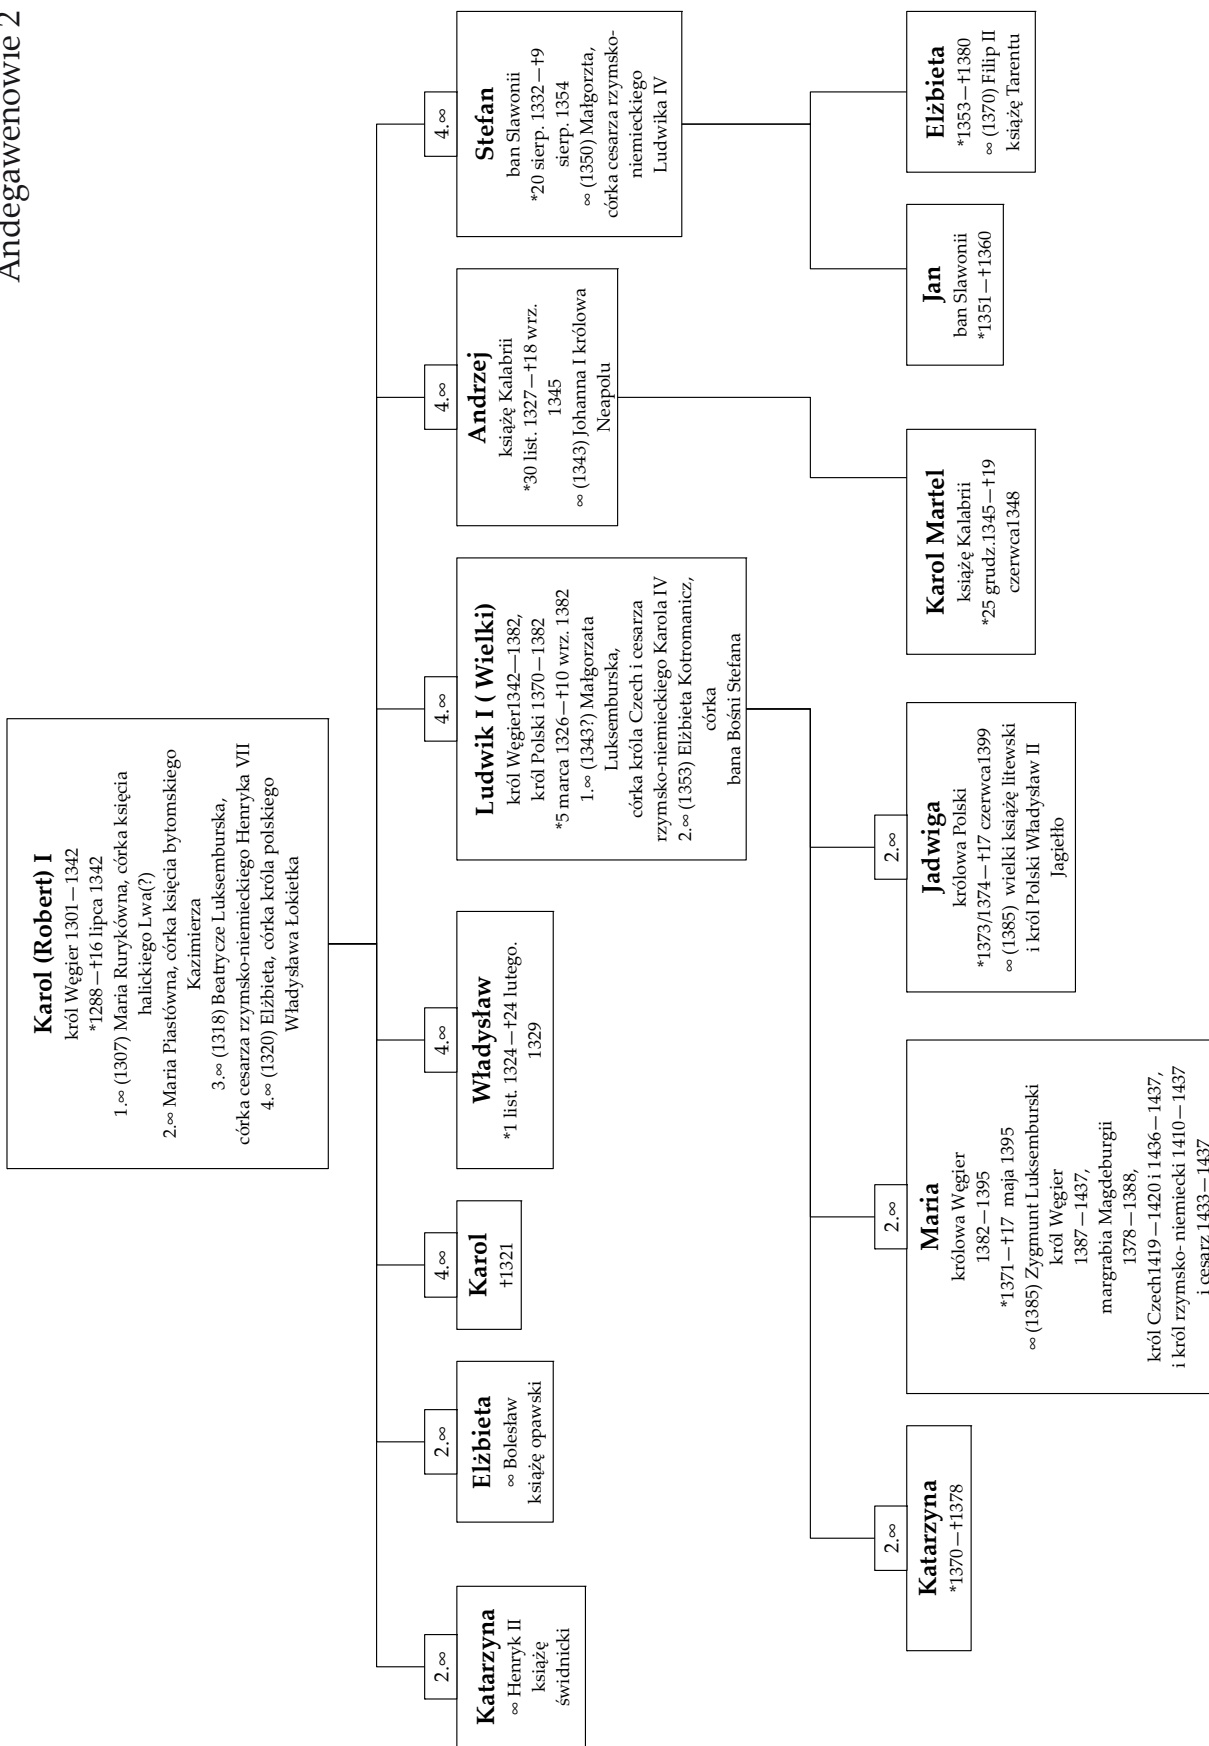 Andegawenowie 2
Karol (Robert) I
król Węgier 1301—1342
*1288—†16 lipca 1342
1.∞ (1307) Maria Rurykówna, córka księcia
halickiego Lwa(?)
2.∞ Maria Piastówna, córka księcia bytomskiego
Kazimierza
3.∞ (1318) Beatrycze Luksemburska,
córka cesarza rzymsko-niemieckiego Henryka VII
4.∞ (1320) Elżbieta, córka króla polskiego
Władysława Łokietka
2.∞
Katarzyna
∞ Henryk II
książę
świdnicki
2.∞
Elżbieta
∞ Bolesław
książę opawski
4.∞
Karol
†1321
4.∞
Władysław
*1 list. 1324—†24 lutego.
1329
4.∞
Ludwik I ( Wielki)
król Węgier1342—1382,
król Polski 1370—1382
*5 marca 1326—†10 wrz. 1382
1.∞ (1343?) Małgorzata
Luksemburska,
córka króla Czech i cesarza
rzymsko-niemieckiego Karola IV
2.∞ (1353) Elżbieta Kotromanicz,
córka
bana Bośni Stefana
4.∞
Andrzej
książę Kalabrii
*30 list. 1327—†18 wrz.
1345
∞ (1343) Johanna I królowa
Neapolu
4.∞
Stefan
ban Slawonii
*20 sierp. 1332—†9
sierp. 1354
∞ (1350) Małgorzta,
córka cesarza rzymsko-
niemieckiego
Ludwika IV
2.∞
Katarzyna
*1370—†1378
2.∞
Maria
królowa Węgier
1382—1395
*1371—†17 maja 1395
∞ (1385) Zygmunt Luksemburski
król Węgier
1387—1437,
margrabia Magdeburgii
1378—1388,
król Czech1419—1420 i 1436—1437,
i król rzymsko- niemiecki 1410—1437
i cesarz 1433—1437
2.∞
Jadwiga
królowa Polski
*1373/1374—†17 czerwca1399
∞ (1385) wielki książę litewski
i król Polski Władysław II
Jagiełło
Karol Martel
książę Kalabrii
*25 grudz.1345—†19
czerwca1348
Jan
ban Slawonii
*1351—†1360
Elżbieta
*1353—†1380
∞ (1370) Filip II
książę Tarentu